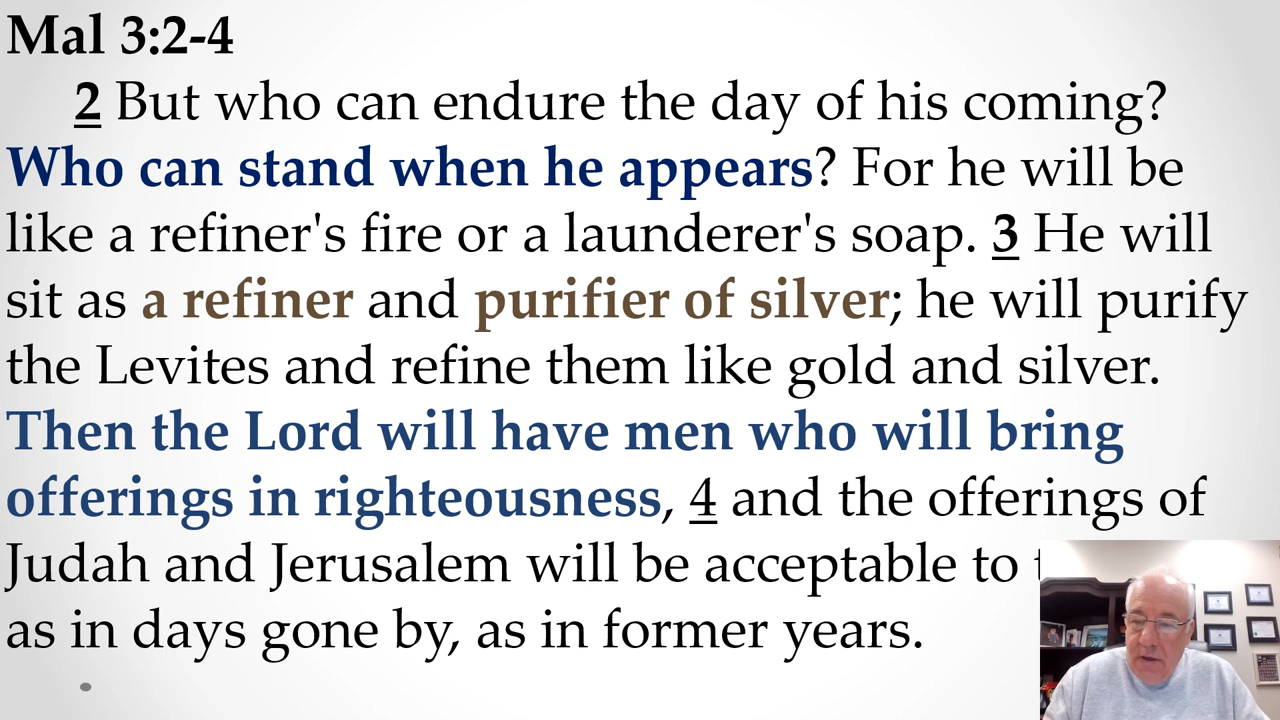 Mal 3:2-4
2 But who can endure the day of his coming?
Who can stand when he appears? For he will be
like a refiner's fire or a launderer's soap. 3 He will
sit as a refiner and purifier of silver; he will purify
the Levites and refine them like gold and silver.
Then the Lord will have men who will bring
offerings in righteousness, 4 and the offerings of
Judah and Jerusalem will be acceptable to
as in days gone by, as in former years.